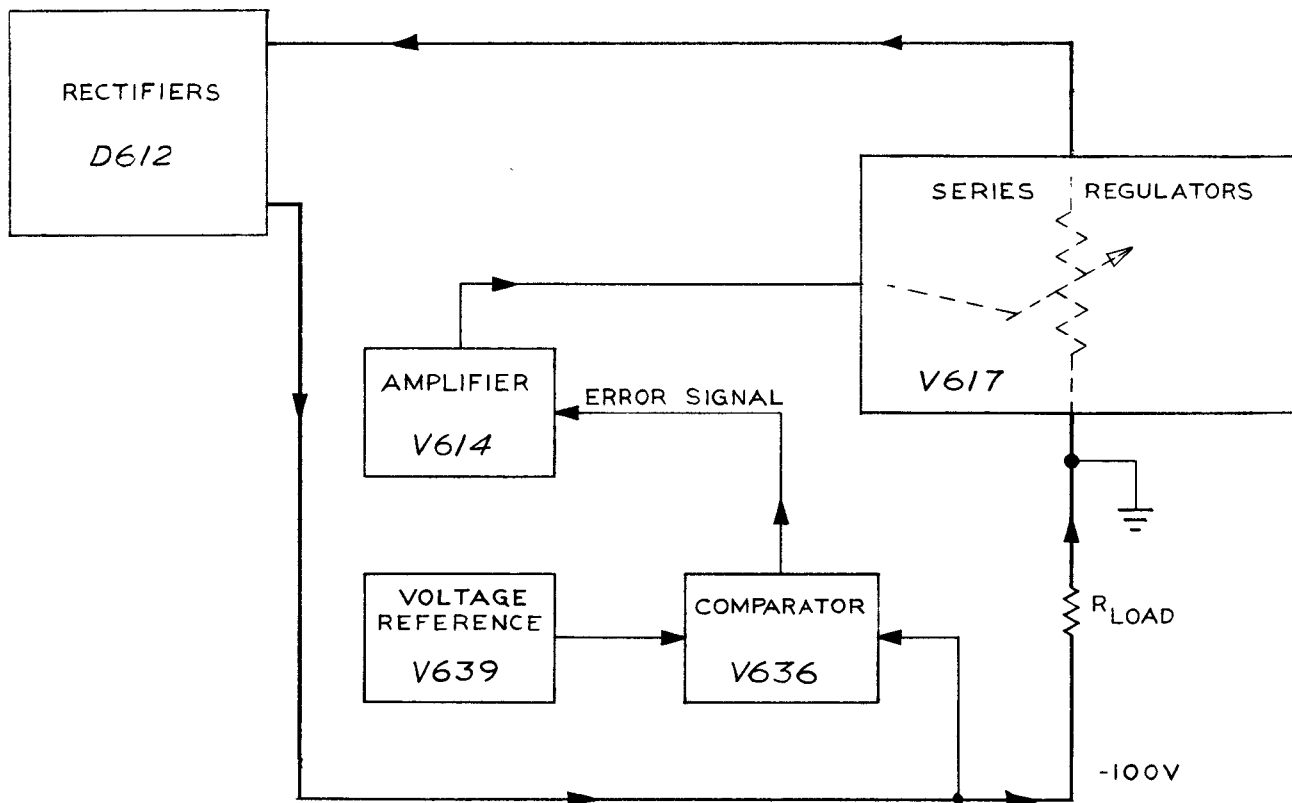 RECTIFIERS
D612
SERIES REGULATORS
V617
AMPLIFIER
V614
ERROR SIGNAL
VOLTAGE
REFERENCE
V639
COMPARATOR
V636
RLOAD
-100V